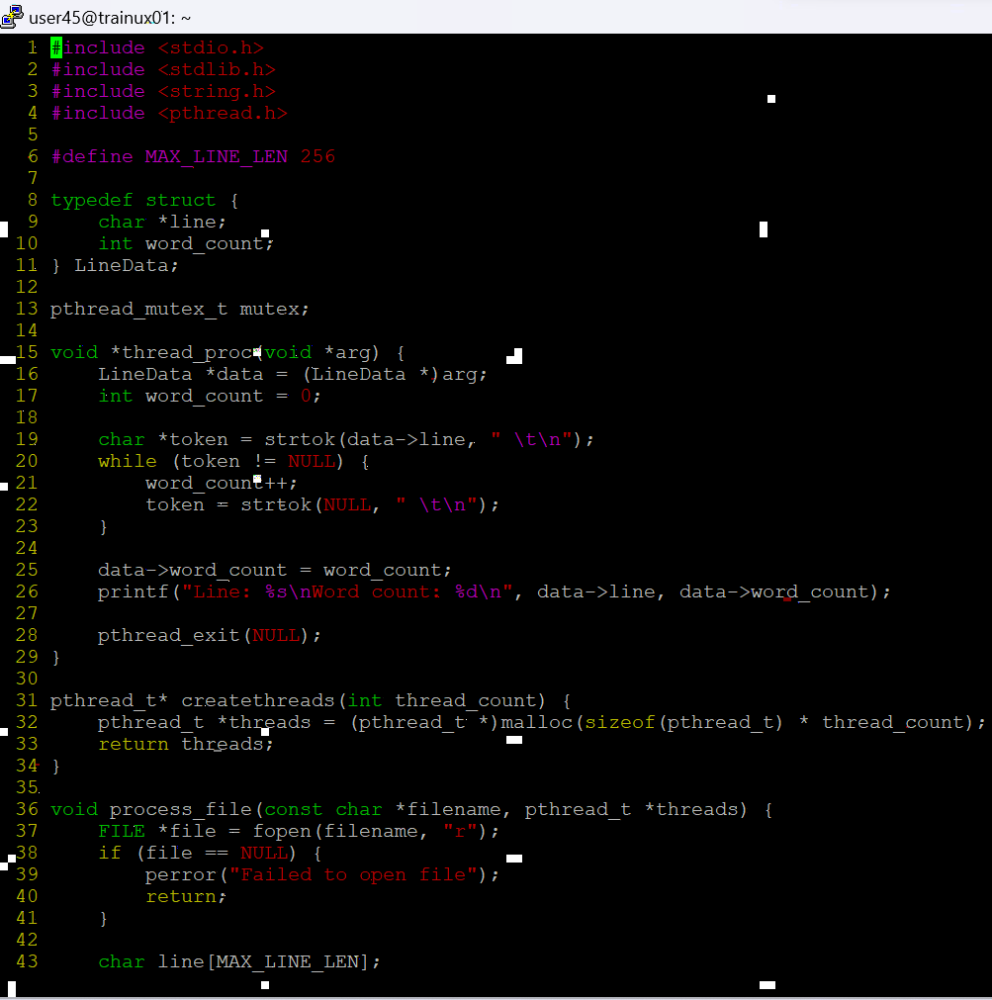 user45@trainux01: ~
1 #include <stdio.h>
2 #include <stdlib.h>
3 #include <string.h>
4 #include <pthread.h>
5
6 #define MAX_LINE_LEN 256
7
8 typedef struct {
9     char *line;
10     int word_count;
11 } LineData;
12
13 pthread_mutex_t mutex;
14
15 void *thread_proc(void *arg) {
16     LineData *data = (LineData *)arg;
17     int word_count = 0;
18
19     char *token = strtok(data->line, " \t\n");
20     while (token != NULL) {
21         word_count++;
22         token = strtok(NULL, " \t\n");
23     }
24
25     data->word_count = word_count;
26     printf("Line: %s\nWord count: %d\n", data->line, data->word_count);
27
28     pthread_exit(NULL);
29 }
30
31 pthread_t* createthreads(int thread_count) {
32     pthread_t *threads = (pthread_t *)malloc(sizeof(pthread_t) * thread_count);
33     return threads;
34 }
35
36 void process_file(const char *filename, pthread_t *threads) {
37     FILE *file = fopen(filename, "r");
38     if (file == NULL) {
39         perror("Failed to open file");
40         return;
41     }
42
43     char line[MAX_LINE_LEN];